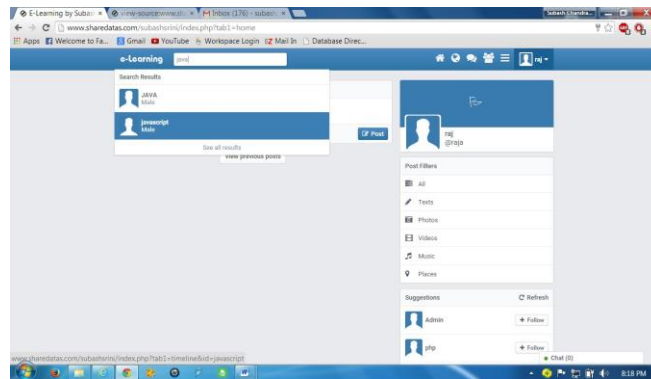 E-Learning by Subas
view-source:www.sha
M Inbox (176) - subash
Subash Chandra...
www.sharedatas.com/subashsrini/index.php?tab1=home
Apps
Welcome to Fa...
Gmail
YouTube
Workspace Login
Mail In
Database Direc...
e-Learning
java
raj
Search Results
JAVA
Male
javascript
Male
See all results
View previous posts
Post
raj
@raja
Post Filters
All
Texts
Photos
Videos
Music
Places
Suggestions
Refresh
Admin
+ Follow
php
+ Follow
Chat (0)
www.sharedatas.com/subashsrini/index.php?tab1=timeline&id=javascript
8:18 PM